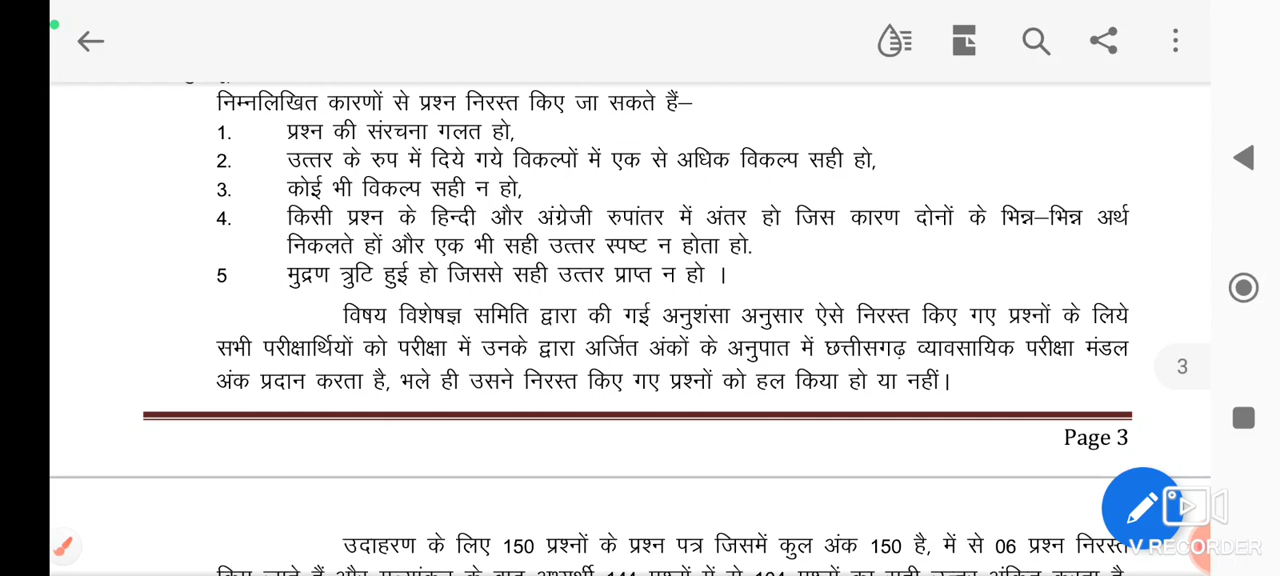 निम्नलिखित कारणों से प्रश्न निरस्त किए जा सकते हैं–
1. प्रश्न की संरचना गलत हो,
2. उत्तर के रुप में दिये गये विकल्पों में एक से अधिक विकल्प सही हो,
3. कोई भी विकल्प सही न हो,
4. किसी प्रश्न के हिन्दी और अंग्रेजी रुपांतर में अंतर हो जिस कारण दोनों के भिन्न–भिन्न अर्थ
निकलते हों और एक भी सही उत्तर स्पष्ट न होता हो.
5 मुद्रण त्रुटि हुई हो जिससे सही उत्तर प्राप्त न हो ।
विषय विशेषज्ञ समिति द्वारा की गई अनुशंसा अनुसार ऐसे निरस्त किए गए प्रश्नों के लिये
सभी परीक्षार्थियों को परीक्षा में उनके द्वारा अर्जित अंकों के अनुपात में छत्तीसगढ़ व्यावसायिक परीक्षा मंडल
3
अंक प्रदान करता है, भले ही उसने निरस्त किए गए प्रश्नों को हल किया हो या नहीं।
Page 3
उदाहरण के लिए 150 प्रश्नों के प्रश्न पत्र जिसमें कुल अंक 150 है, में से 06 प्रश्न निरस्त
V RECORDER